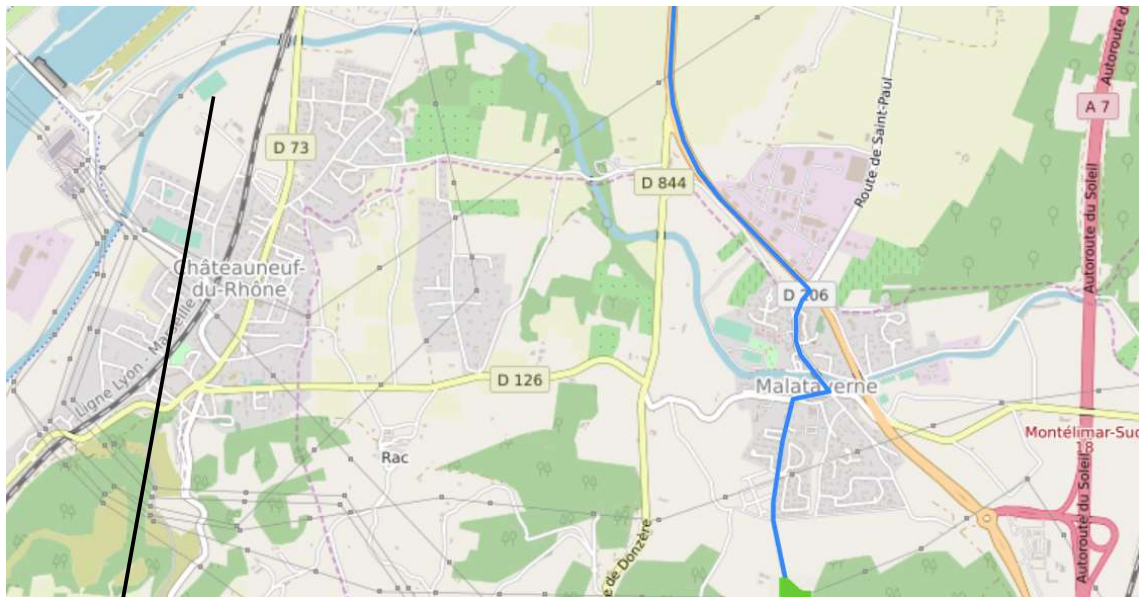 Autoroute d
A 7
D 73
D 844
Route de Saint-Paul
Autoroute du Soleil
Châteauneuf-
du-Rhône
D 206
Ligne Lyon - Marseille
D 126
Malataverne
Rac
Montélimar-Sud
18
Autoroute du Soleil
e de Donzère